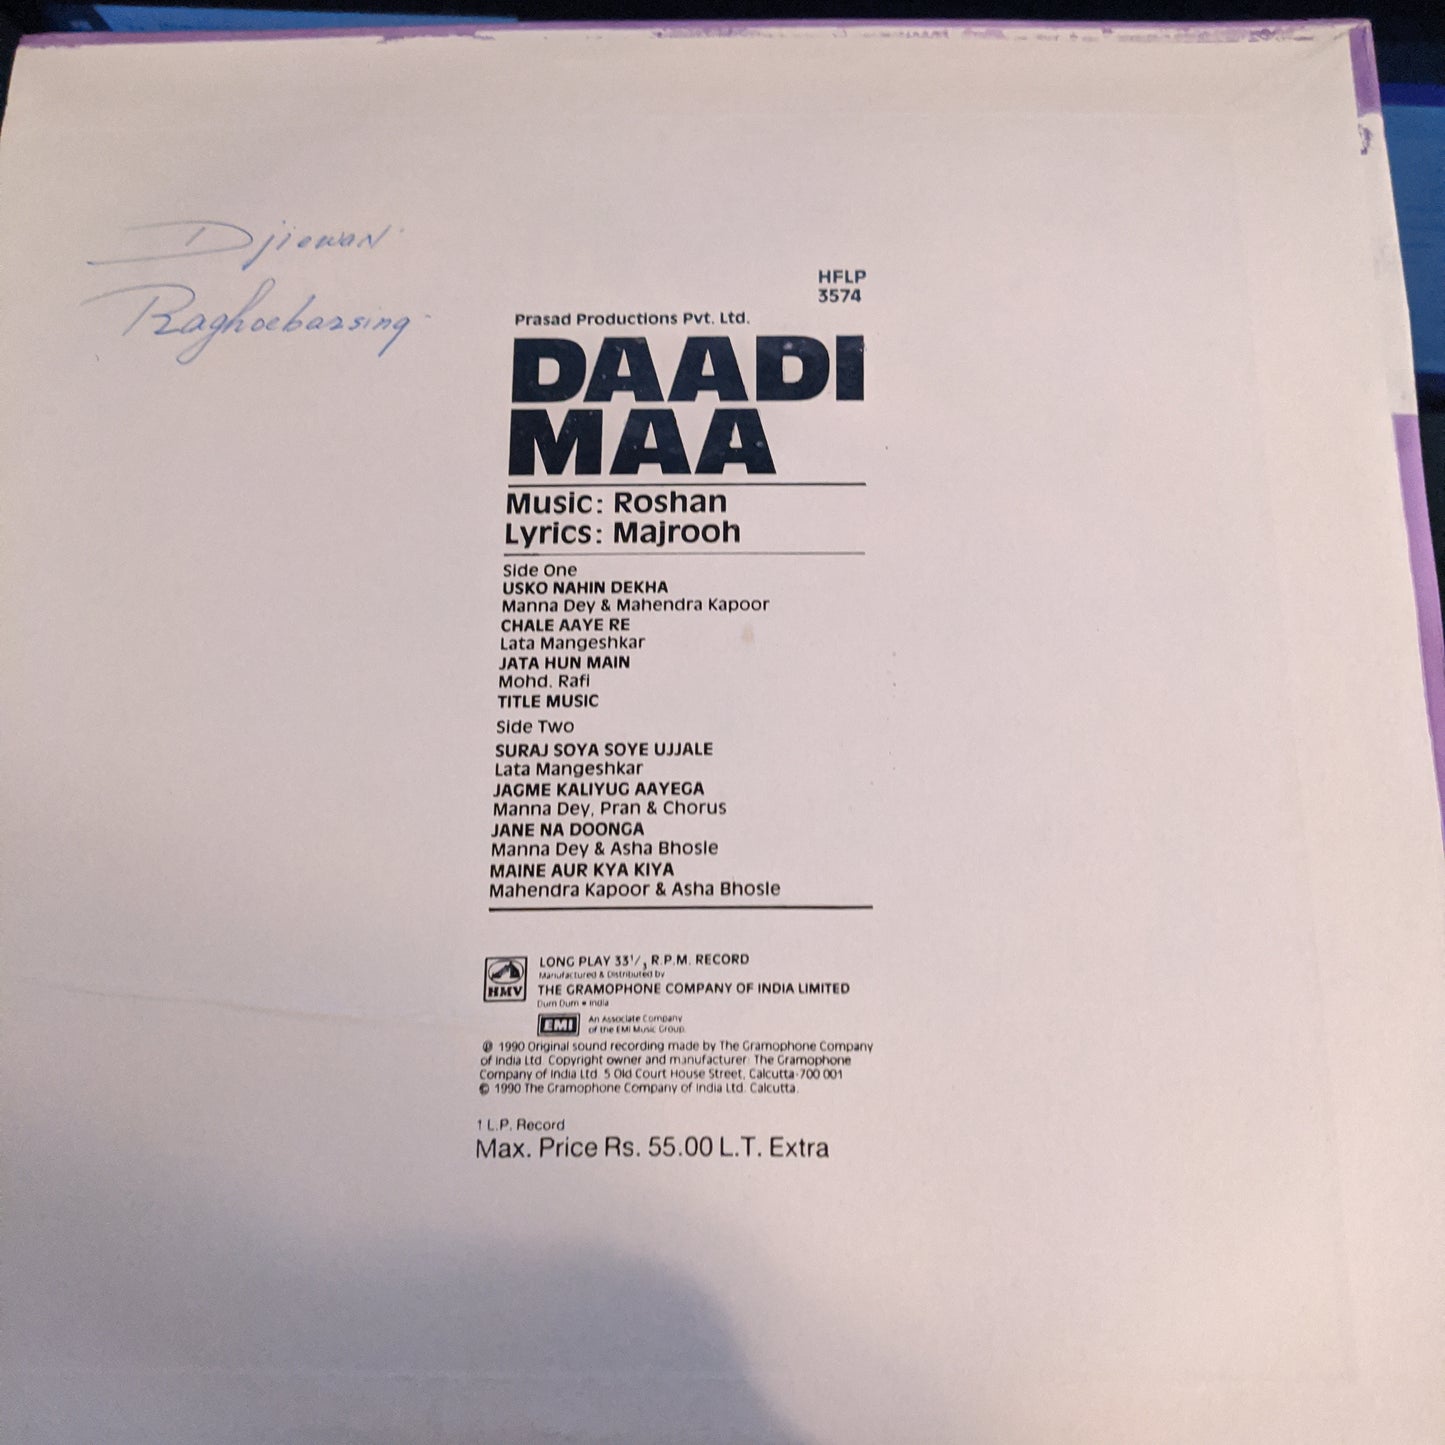 Djiewan
Raghoebarsing
HFLP
3574
Prasad Productions Pvt. Ltd.
DAADI
MAA
Music: Roshan
Lyrics: Majrooh
Side One
USKO NAHIN DEKHA
Manna Dey & Mahendra Kapoor
CHALE AAYE RE
Lata Mangeshkar
JATA HUN MAIN
Mohd. Rafi
TITLE MUSIC
Side Two
SURAJ SOYA SOYE UJJALE
Lata Mangeshkar
JAGME KALIYUG AAYEGA
Manna Dey, Pran & Chorus
JANE NA DOONGA
Manna Dey & Asha Bhosle
MAINE AUR KYA KIYA
Mahendra Kapoor & Asha Bhosle
HMV
LONG PLAY 33⅓ R.P.M. RECORD
Manufactured & Distributed by
THE GRAMOPHONE COMPANY OF INDIA LIMITED
Dum Dum • India
EMI
An Associate Company
of the EMI Music Group.
℗ 1990 Original sound recording made by The Gramophone Company
of India Ltd. Copyright owner and manufacturer: The Gramophone
Company of India Ltd. 5 Old Court House Street, Calcutta-700 001
© 1990 The Gramophone Company of India Ltd. Calcutta.
1 L.P. Record
Max. Price Rs. 55.00 L.T. Extra